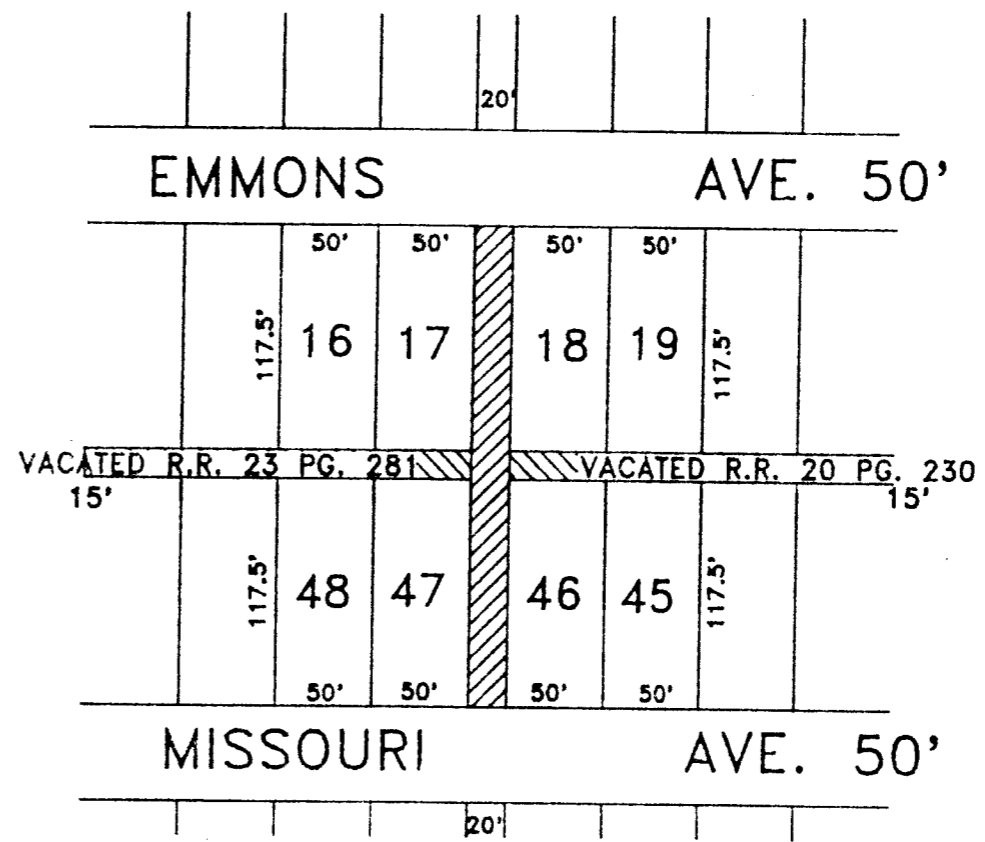 20'
EMMONS AVE. 50'
50' 50' 50' 50'
117.5' 16 17 18 19 117.5'
VACATED R.R. 23 PG. 281 VACATED R.R. 20 PG. 230
15' 15'
117.5' 48 47 46 45 117.5'
50' 50' 50' 50'
MISSOURI AVE. 50'
20'